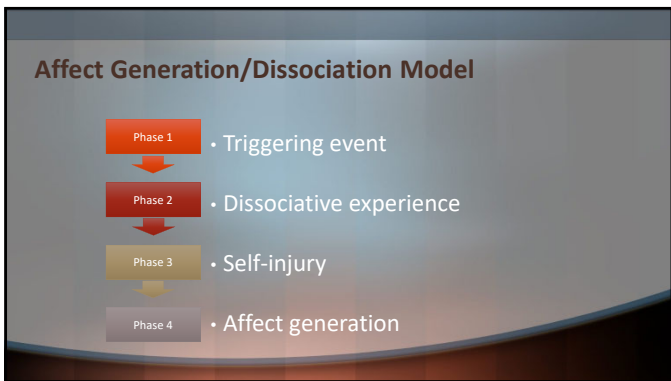 Affect Generation/Dissociation Model
Phase 1 • Triggering event
Phase 2 • Dissociative experience
Phase 3 • Self-injury
Phase 4 • Affect generation